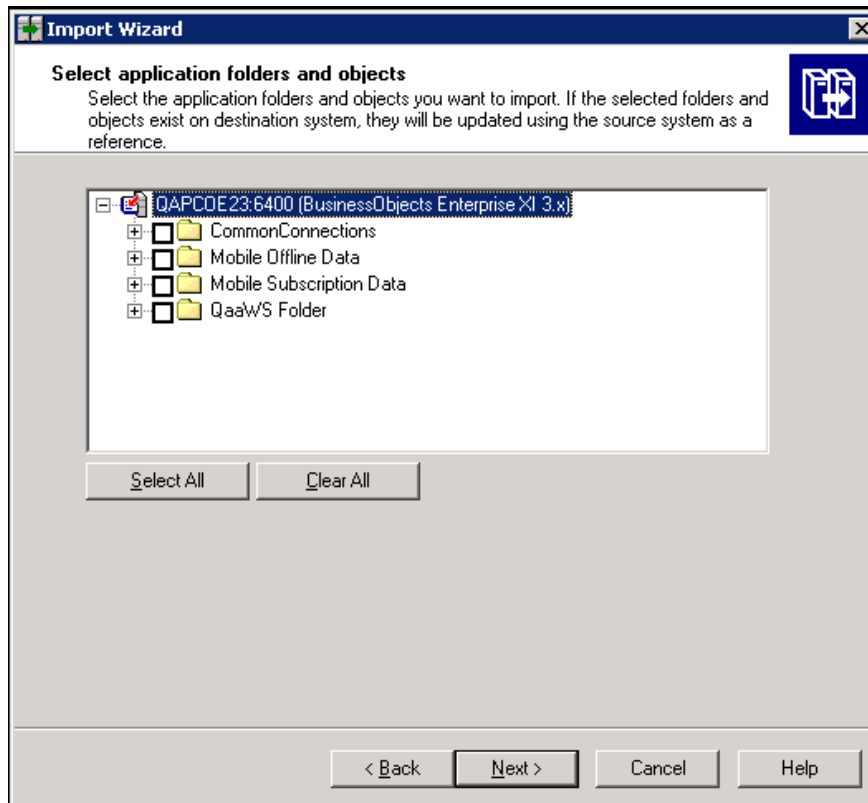 Import Wizard
Select application folders and objects
Select the application folders and objects you want to import. If the selected folders and
objects exist on destination system, they will be updated using the source system as a
reference.
QAPCOE23:6400 (BusinessObjects Enterprise XI 3.x)
CommonConnections
Mobile Offline Data
Mobile Subscription Data
QaaWS Folder
Select All Clear All
< Back Next > Cancel Help